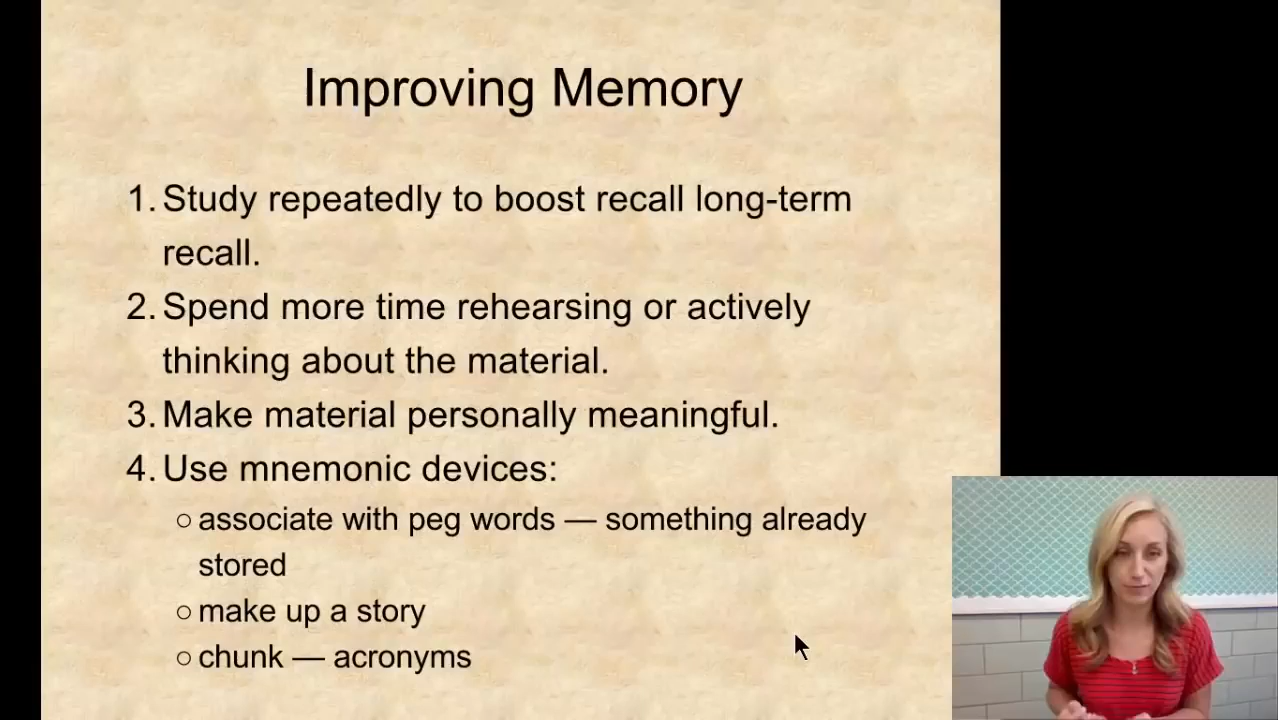 Improving Memory
1. Study repeatedly to boost recall long-term
recall.
2. Spend more time rehearsing or actively
thinking about the material.
3. Make material personally meaningful.
4. Use mnemonic devices:
○ associate with peg words — something already
stored
○ make up a story
○ chunk — acronyms